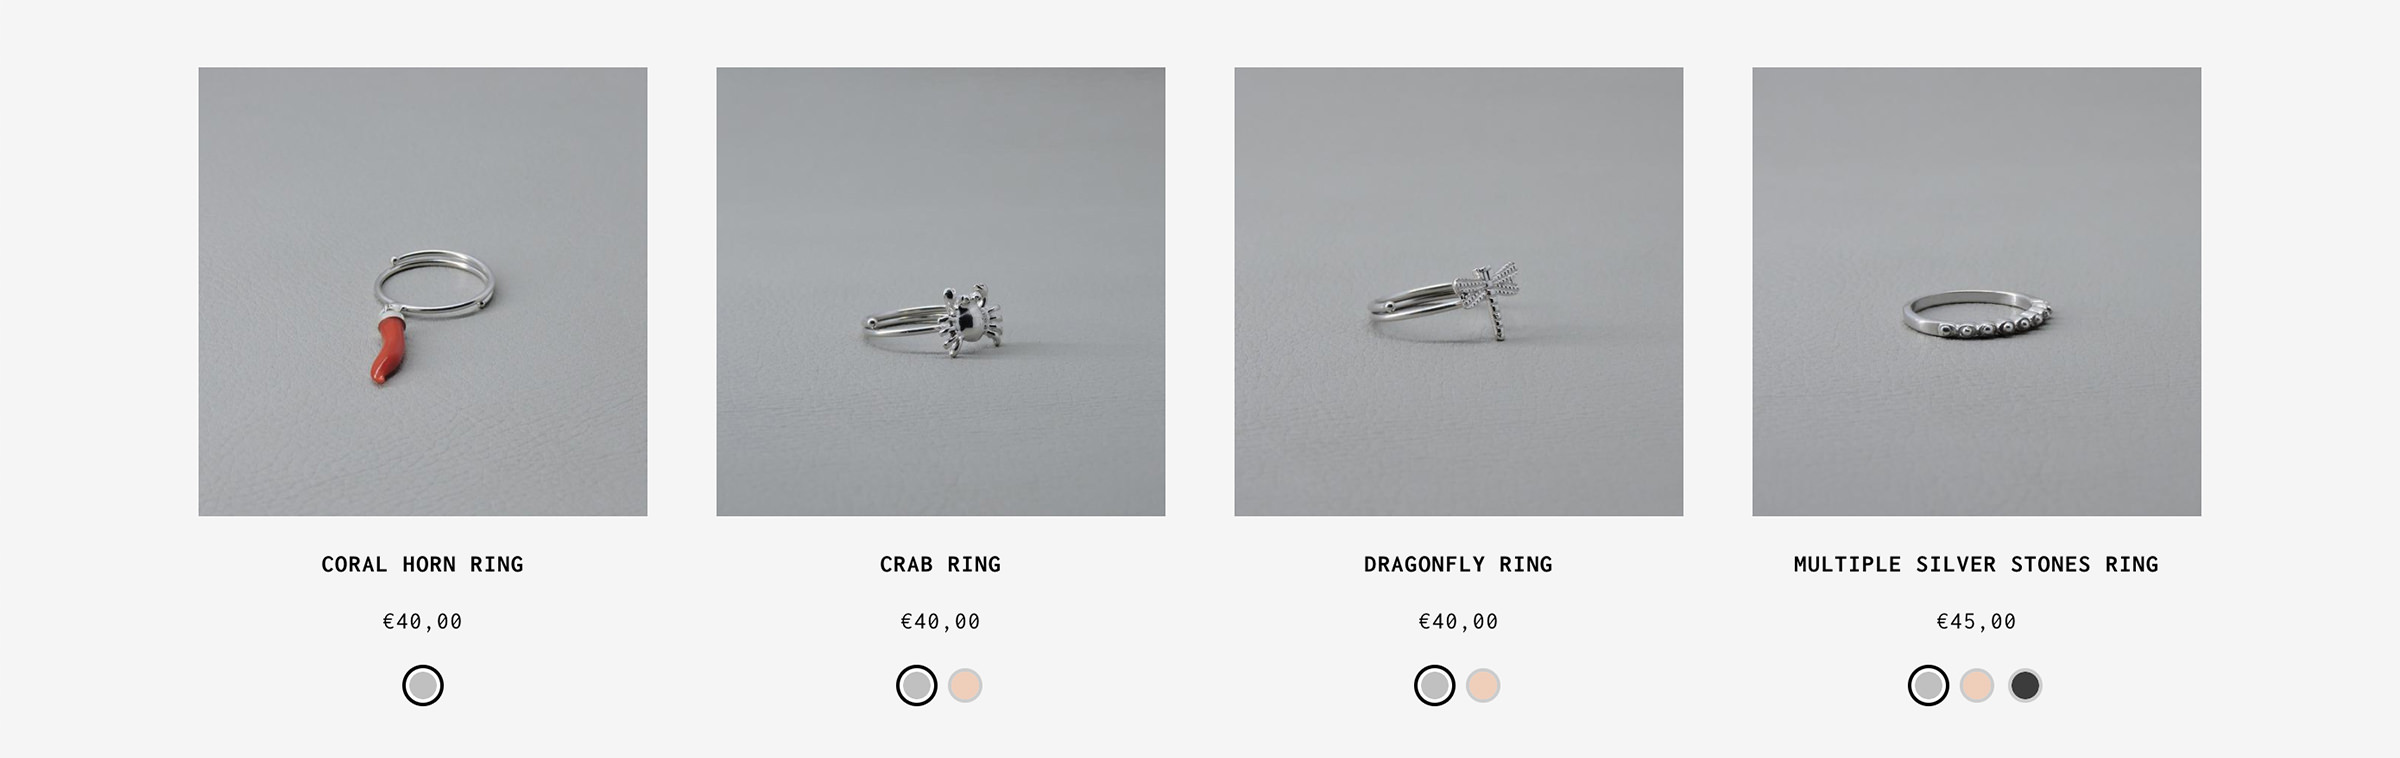 CORAL HORN RING
€40,00
CRAB RING
€40,00
DRAGONFLY RING
€40,00
MULTIPLE SILVER STONES RING
€45,00